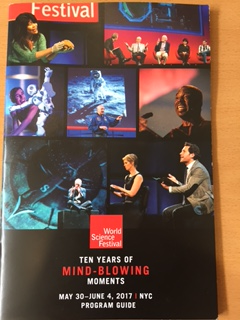 Festival
World
Science
Festival
TEN YEARS OF
MIND-BLOWING
MOMENTS
MAY 30–JUNE 4, 2017 | NYC
PROGRAM GUIDE